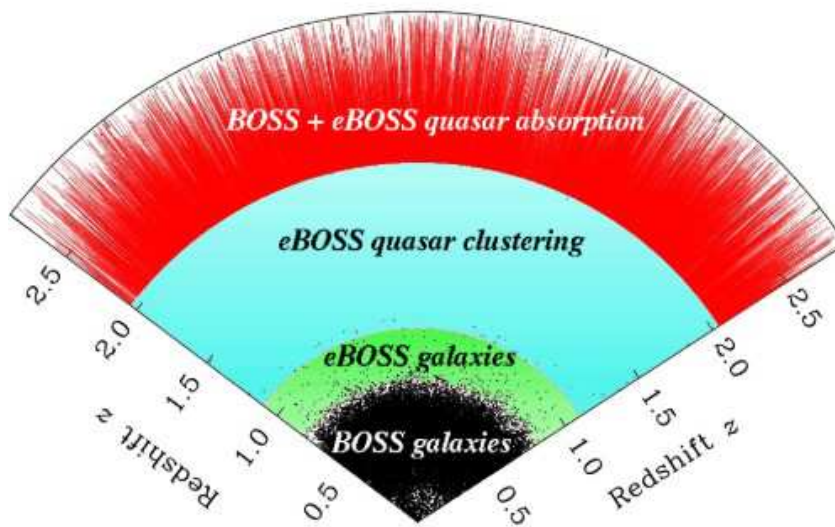 BOSS + eBOSS quasar absorption
eBOSS quasar clustering
eBOSS galaxies
BOSS galaxies
2.5
2.0
1.5
1.0
0.5
Redshift z
0.5
1.0
1.5
2.0
2.5
Redshift z